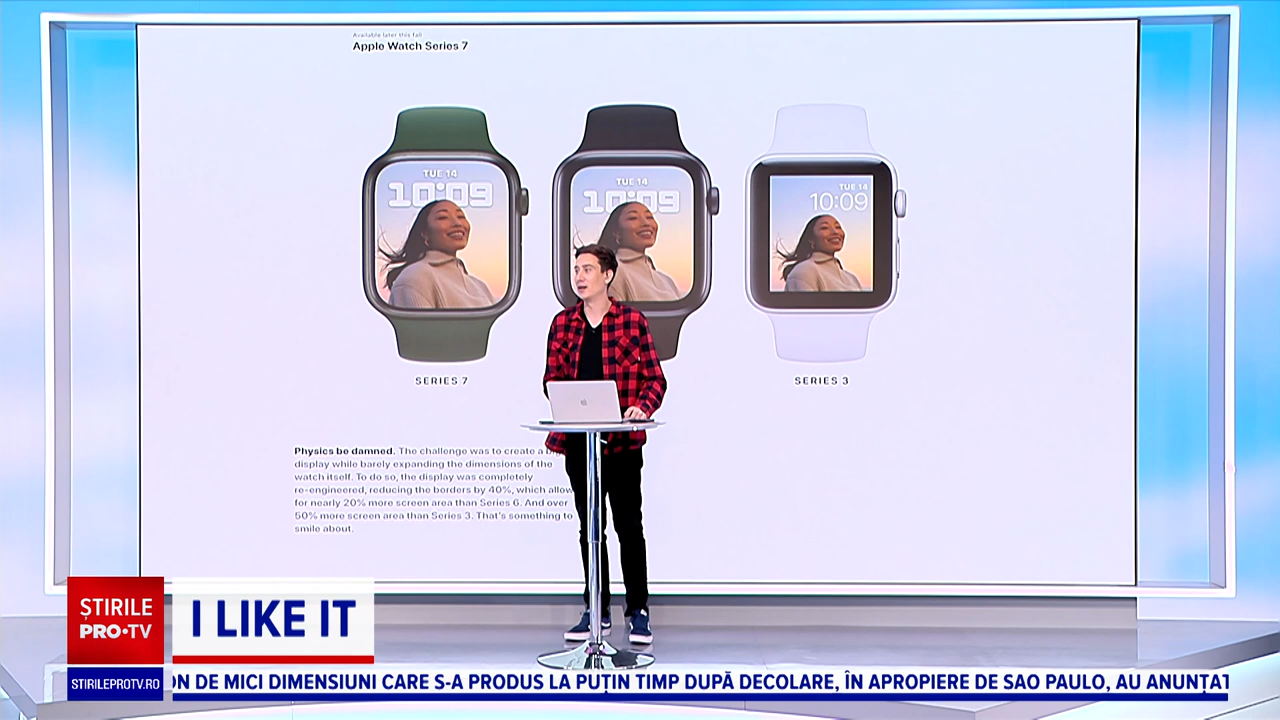 Available later this fall
Apple Watch Series 7
TUE 14
10:09
TUE 14
10:09
TUE 14
10:09
SERIES 7
SERIES 3
Physics be damned. The challenge was to create a
display while barely expanding the dimensions of the
watch itself. To do so, the display was completely
re-engineered, reducing the borders by 40%, which allow
for nearly 20% more screen area than Series 6. And over
50% more screen area than Series 3. That's something to
smile about.
ȘTIRILE
PRO•TV
I LIKE IT
STIRILEPROTV.RO
ON DE MICI DIMENSIUNI CARE S-A PRODUS LA PUȚIN TIMP DUPĂ DECOLARE, ÎN APROPIERE DE SAO PAULO, AU ANUNȚAT